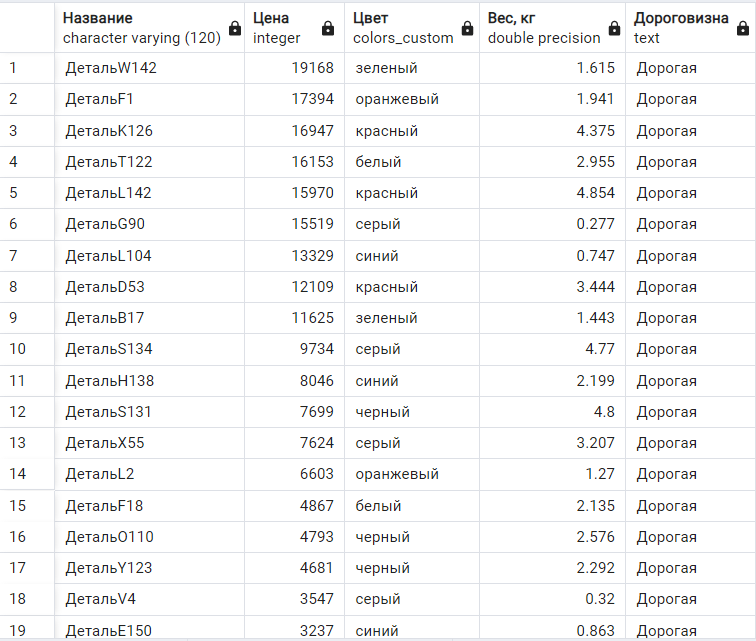 Название Цена Цвет Вес, кг Дороговизна
character varying (120) integer colors_custom double precision text
1 ДетальW142 19168 зеленый 1.615 Дорогая
2 ДетальF1 17394 оранжевый 1.941 Дорогая
3 ДетальK126 16947 красный 4.375 Дорогая
4 ДетальT122 16153 белый 2.955 Дорогая
5 ДетальL142 15970 красный 4.854 Дорогая
6 ДетальG90 15519 серый 0.277 Дорогая
7 ДетальL104 13329 синий 0.747 Дорогая
8 ДетальD53 12109 красный 3.444 Дорогая
9 ДетальB17 11625 зеленый 1.443 Дорогая
10 ДетальS134 9734 серый 4.77 Дорогая
11 ДетальH138 8046 синий 2.199 Дорогая
12 ДетальS131 7699 черный 4.8 Дорогая
13 ДетальX55 7624 серый 3.207 Дорогая
14 ДетальL2 6603 оранжевый 1.27 Дорогая
15 ДетальF18 4867 белый 2.135 Дорогая
16 ДетальO110 4793 черный 2.576 Дорогая
17 ДетальY123 4681 черный 2.292 Дорогая
18 ДетальV4 3547 серый 0.32 Дорогая
19 ДетальE150 3237 синий 0.863 Дорогая